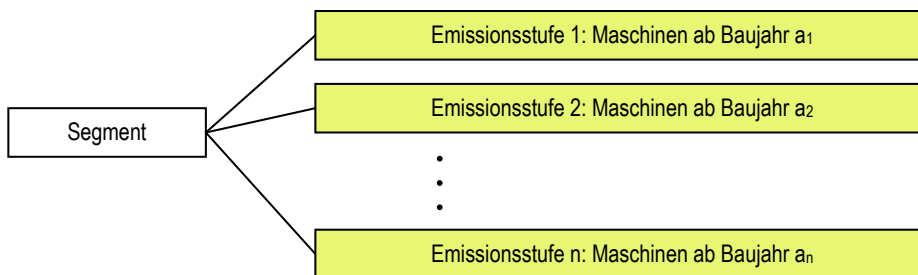 Emissionsstufe 1: Maschinen ab Baujahr a1
Emissionsstufe 2: Maschinen ab Baujahr a2
Segment
Emissionsstufe n: Maschinen ab Baujahr an